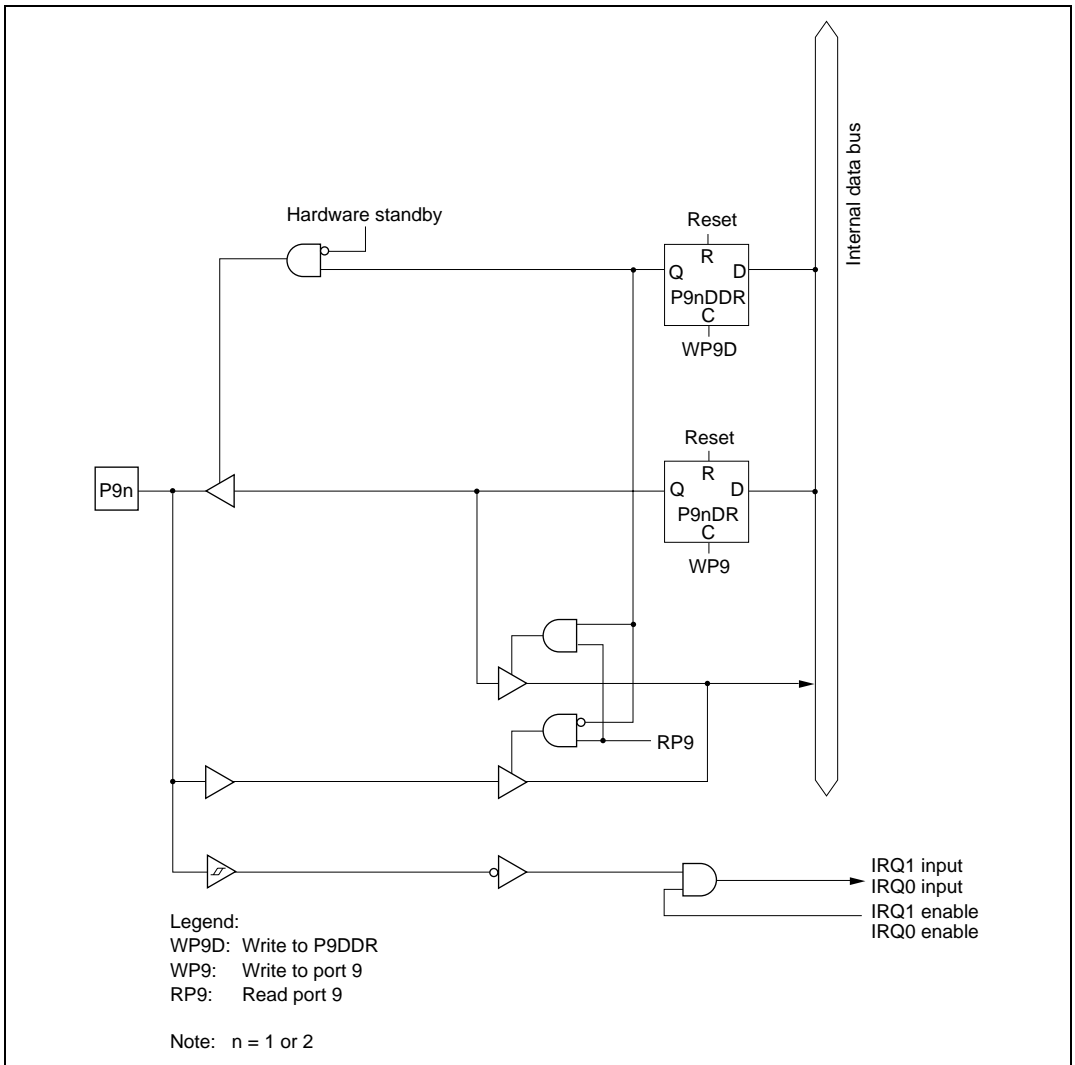 Internal data bus
Hardware standby
Reset
R
Q D
P9nDDR
C
WP9D
Reset
R
P9n
Q D
P9nDR
C
WP9
RP9
IRQ1 input
IRQ0 input
IRQ1 enable
IRQ0 enable
Legend:
WP9D: Write to P9DDR
WP9: Write to port 9
RP9: Read port 9
Note: n = 1 or 2